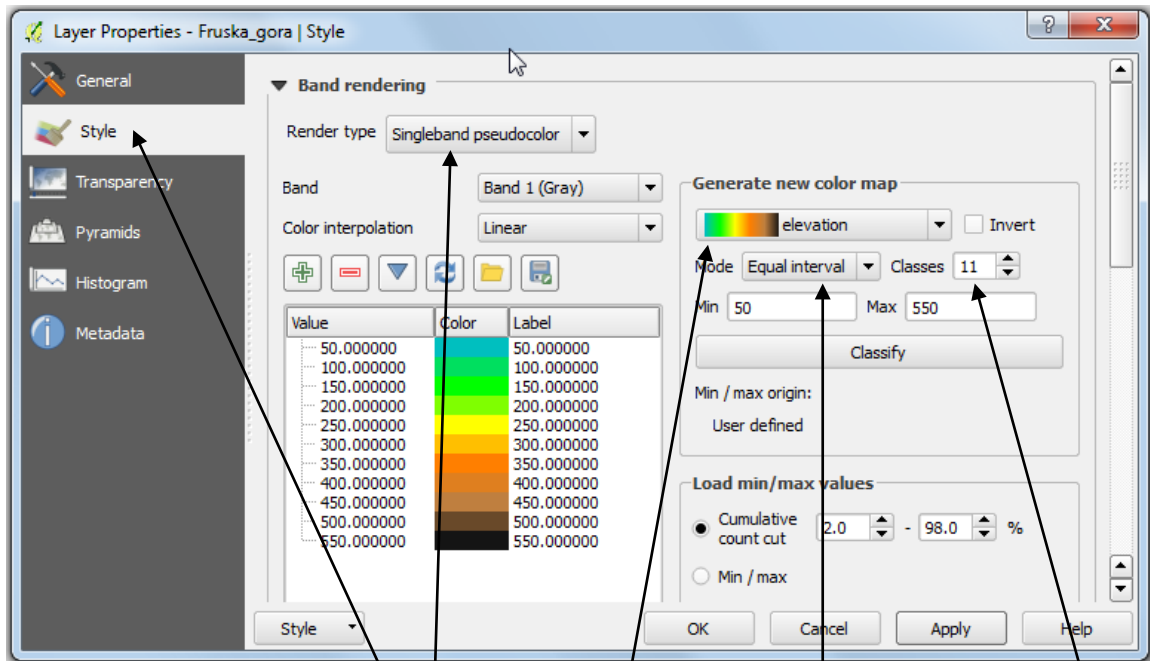 Layer Properties - Fruska_gora | Style
General
Style
Transparency
Pyramids
Histogram
Metadata
Band rendering
Render type Singleband pseudocolor
Band Band 1 (Gray)
Color interpolation Linear
Value Color Label
50.000000 50.000000
100.000000 100.000000
150.000000 150.000000
200.000000 200.000000
250.000000 250.000000
300.000000 300.000000
350.000000 350.000000
400.000000 400.000000
450.000000 450.000000
500.000000 500.000000
550.000000 550.000000
Generate new color map
elevation Invert
Mode Equal interval Classes 11
Min 50 Max 550
Classify
Min / max origin:
User defined
Load min/max values
Cumulative
count cut 2.0 - 98.0 %
Min / max
Style OK Cancel Apply Help